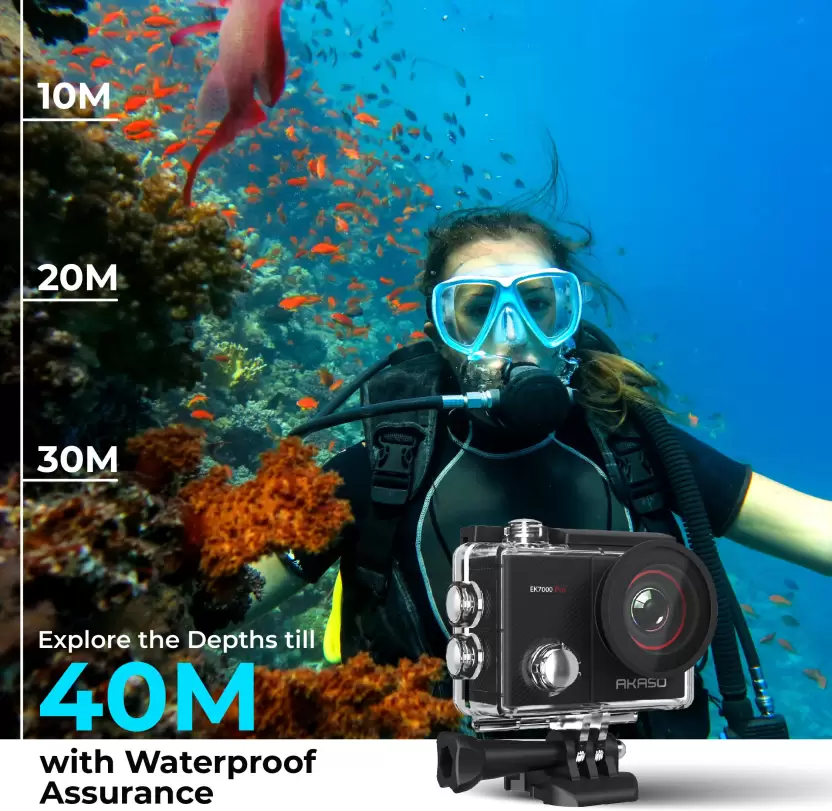 10M
20M
30M
Explore the Depths till
40M
with Waterproof
Assurance
EK7000 Pro
AKASO